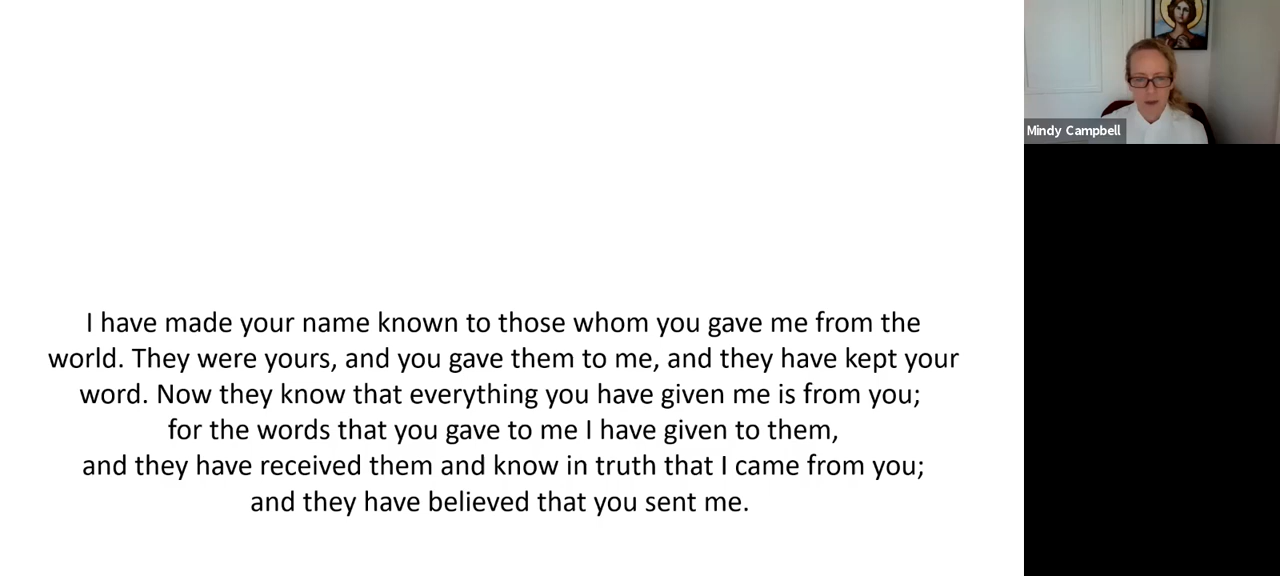 I have made your name known to those whom you gave me from the
world. They were yours, and you gave them to me, and they have kept your
word. Now they know that everything you have given me is from you;
for the words that you gave to me I have given to them,
and they have received them and know in truth that I came from you;
and they have believed that you sent me.
Mindy Campbell